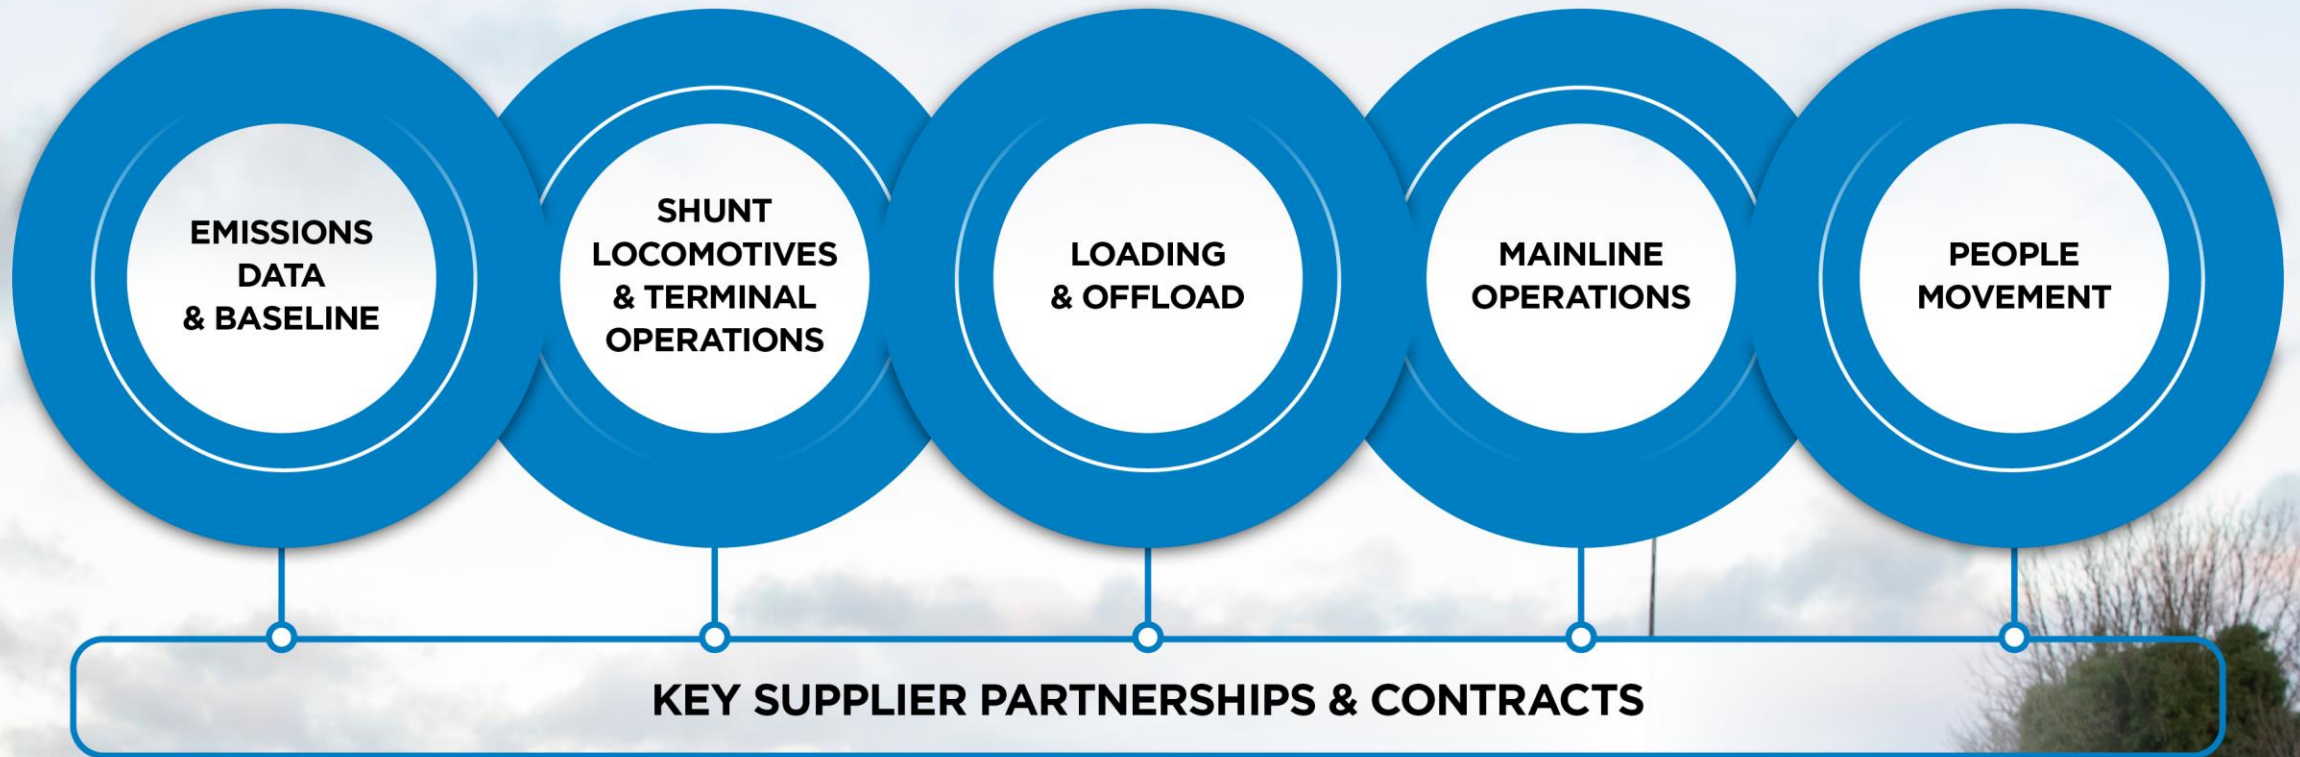 EMISSIONS
DATA
& BASELINE
SHUNT
LOCOMOTIVES
& TERMINAL
OPERATIONS
LOADING
& OFFLOAD
MAINLINE
OPERATIONS
PEOPLE
MOVEMENT
KEY SUPPLIER PARTNERSHIPS & CONTRACTS